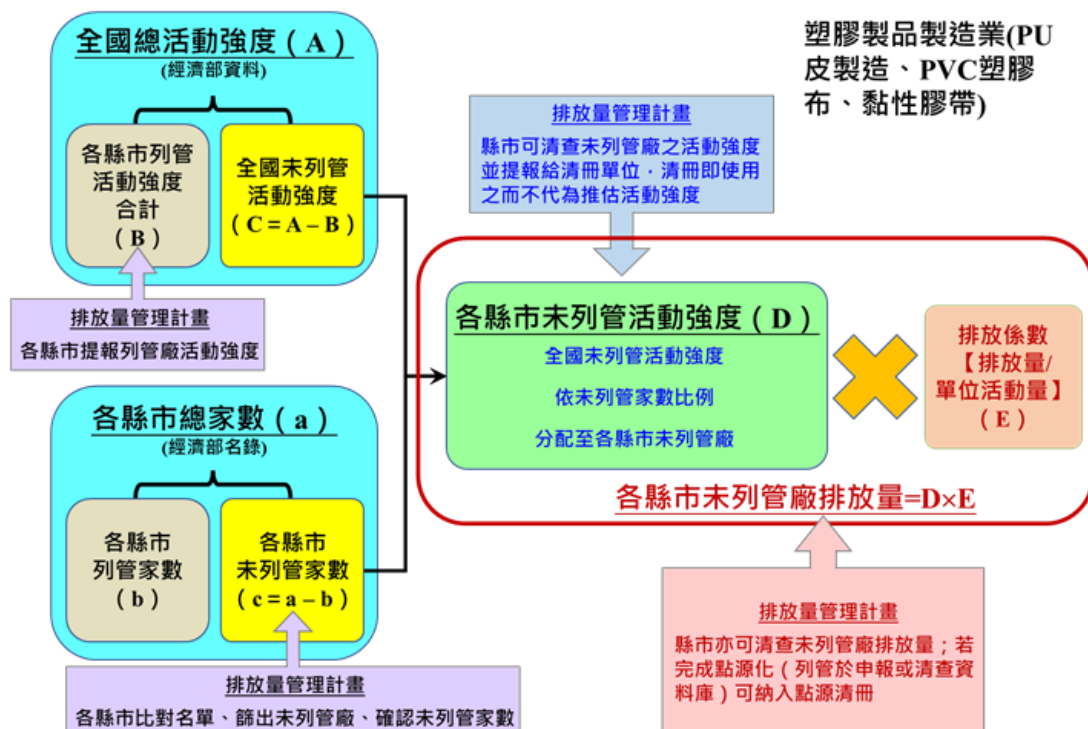 全國總活動強度（A）
(經濟部資料)
各縣市列管
活動強度
合計
（B）
全國未列管
活動強度
（C = A – B）
排放量管理計畫
各縣市提報列管廠活動強度
各縣市總家數（a）
(經濟部名錄)
各縣市
列管家數
（b）
各縣市
未列管家數
（c = a – b）
排放量管理計畫
各縣市比對名單、篩出未列管廠、確認未列管家數
塑膠製品製造業(PU
皮製造、PVC塑膠
布、黏性膠帶)
排放量管理計畫
縣市可清查未列管廠之活動強度
並提報給清冊單位，清冊即使用
之而不代為推估活動強度
各縣市未列管活動強度（D）
全國未列管活動強度
依未列管家數比例
分配至各縣市未列管廠
排放係數
【排放量/
單位活動量】
（E）
各縣市未列管廠排放量=D×E
排放量管理計畫
縣市亦可清查未列管廠排放量；若
完成點源化（列管於申報或清查資
料庫）可納入點源清冊